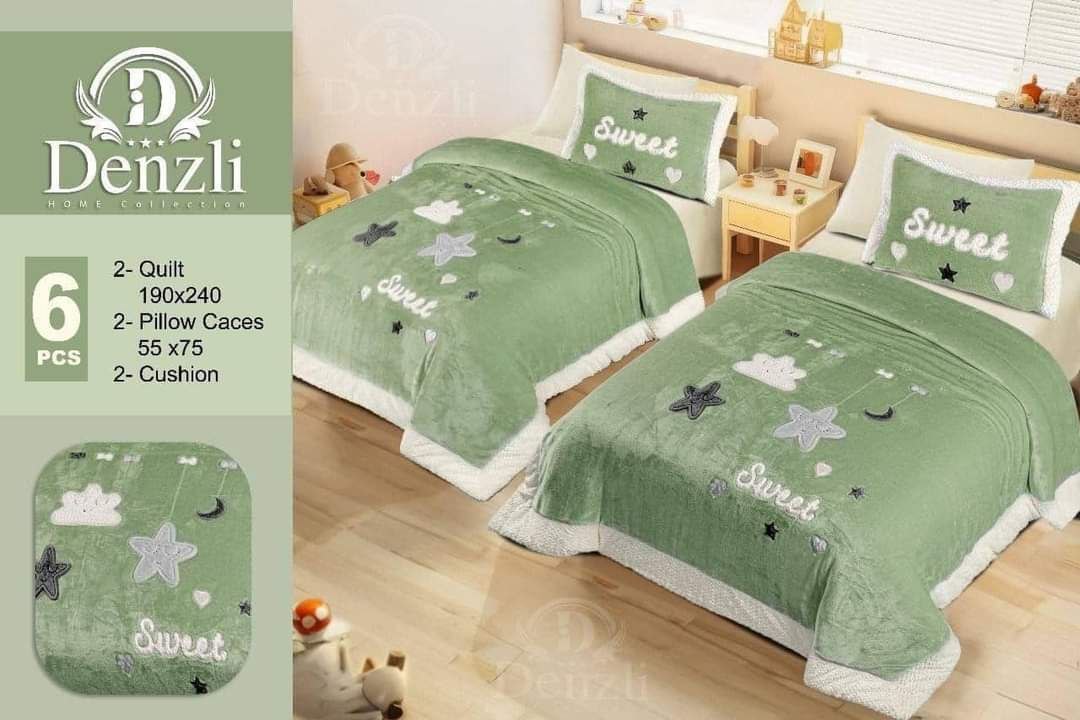 D
Denzli
HOME Collection
6
PCS
2- Quilt
190x240
2- Pillow Caces
55 x75
2- Cushion
Sweet
Denzli
Sweet
Sweet
Sweet
Sweet
Denzli